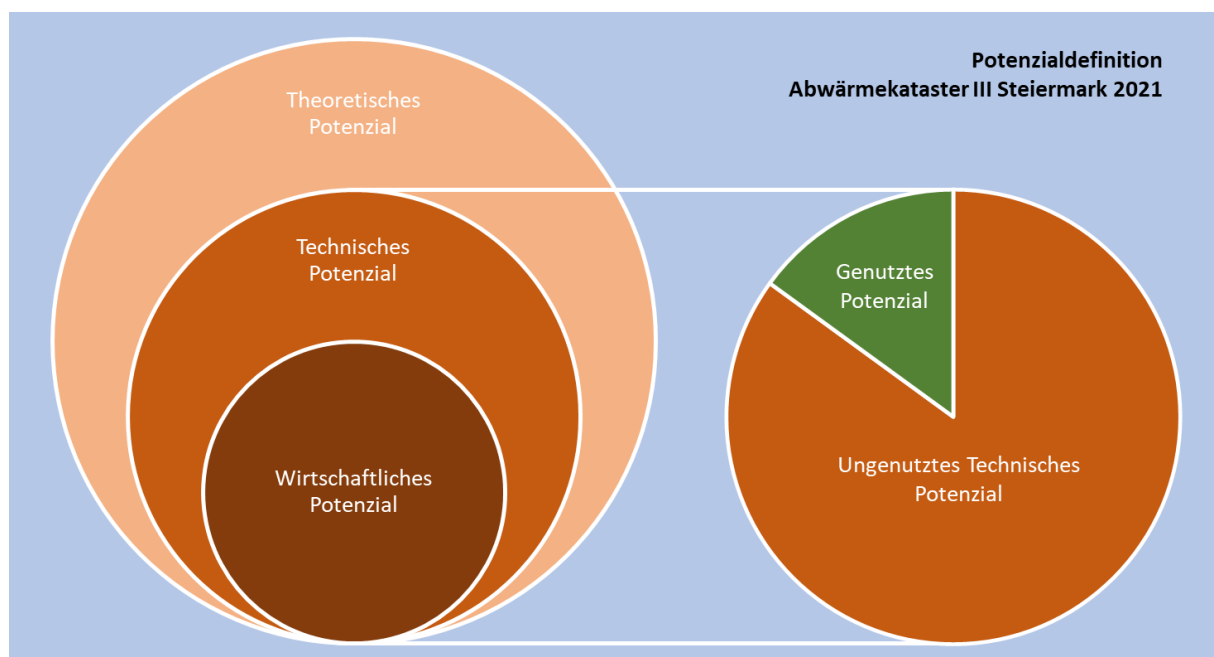 Potenzialdefinition
Abwärmekataster III Steiermark 2021
Theoretisches
Potenzial
Technisches
Potenzial
Wirtschaftliches
Potenzial
Genutztes
Potenzial
Ungenutztes Technisches
Potenzial